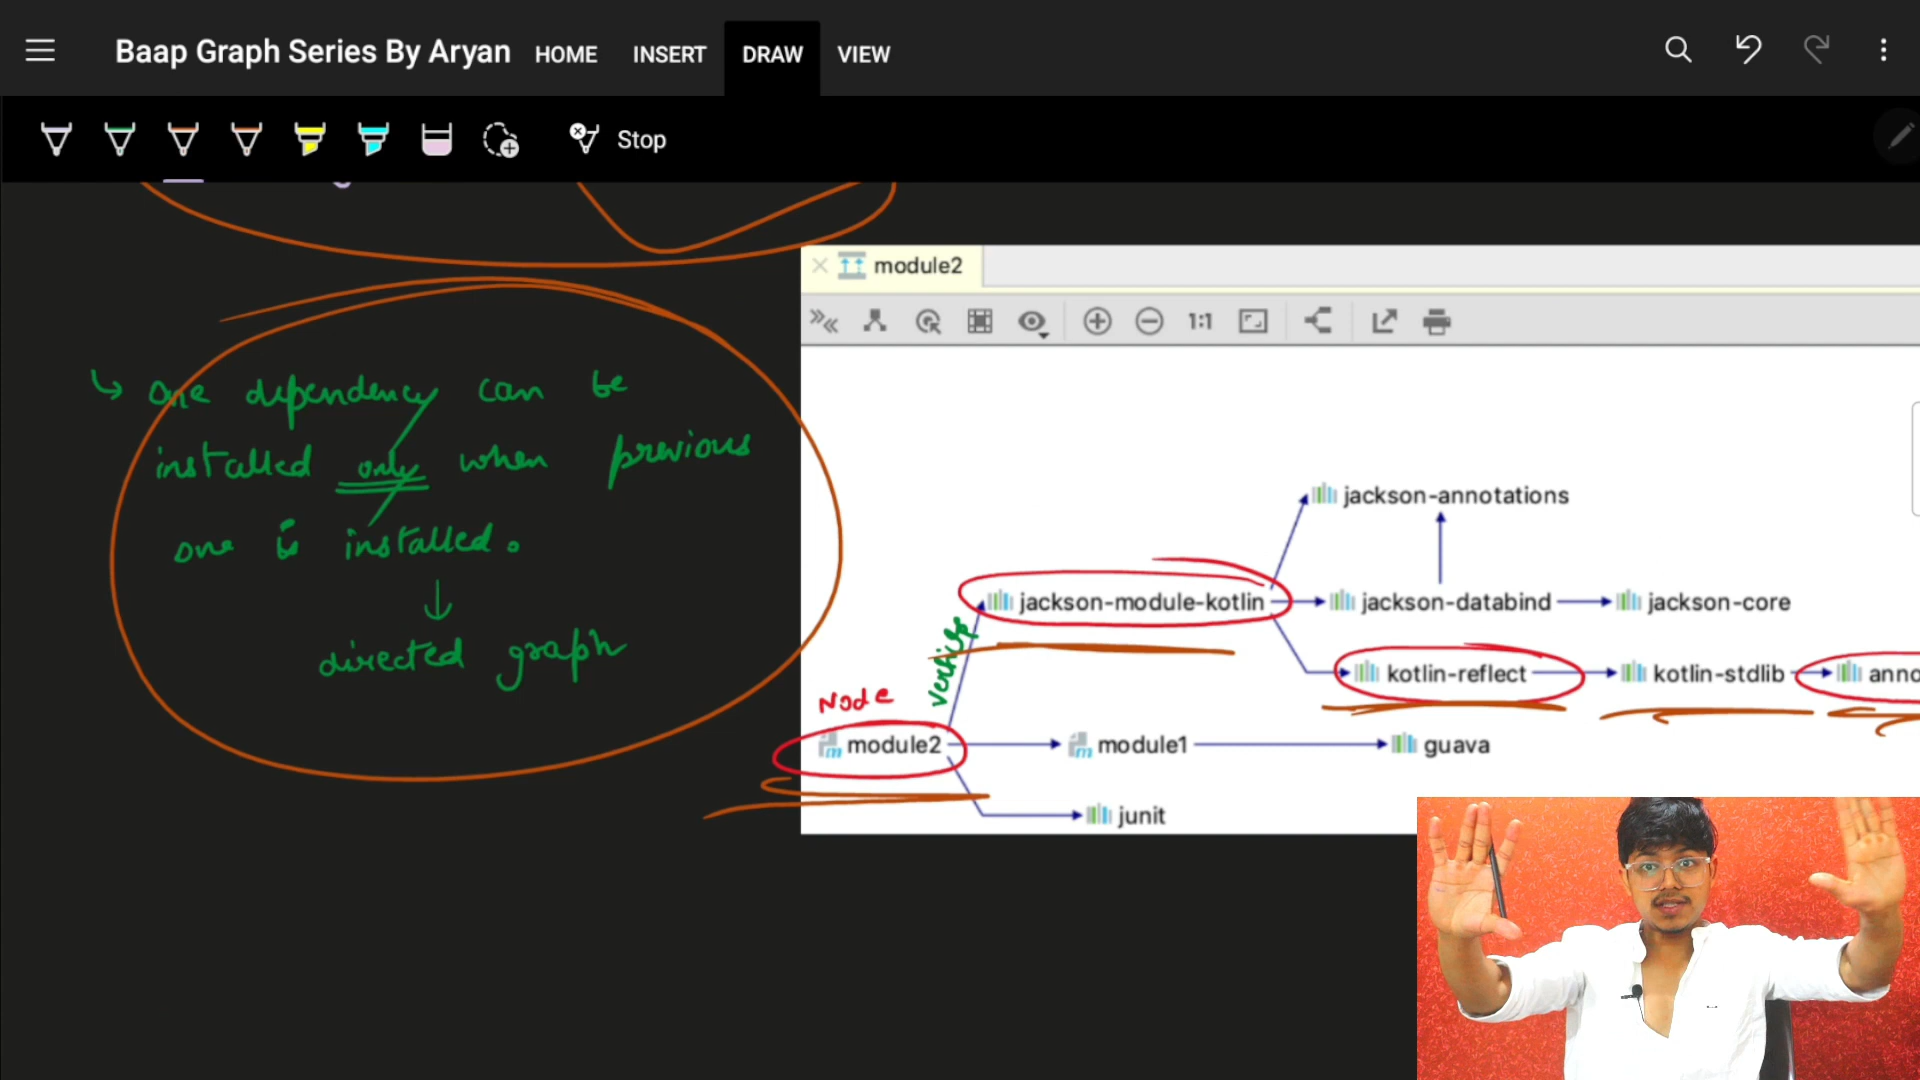 Baap Graph Series By Aryan HOME INSERT DRAW VIEW
Stop
↳ one dependency can be
installed only when previous
one is installed.
↓
directed graph
module2
1:1
jackson-annotations
jackson-module-kotlin
jackson-databind
jackson-core
kotlin-reflect
kotlin-stdlib
anno
Node
module2
module1
guava
junit